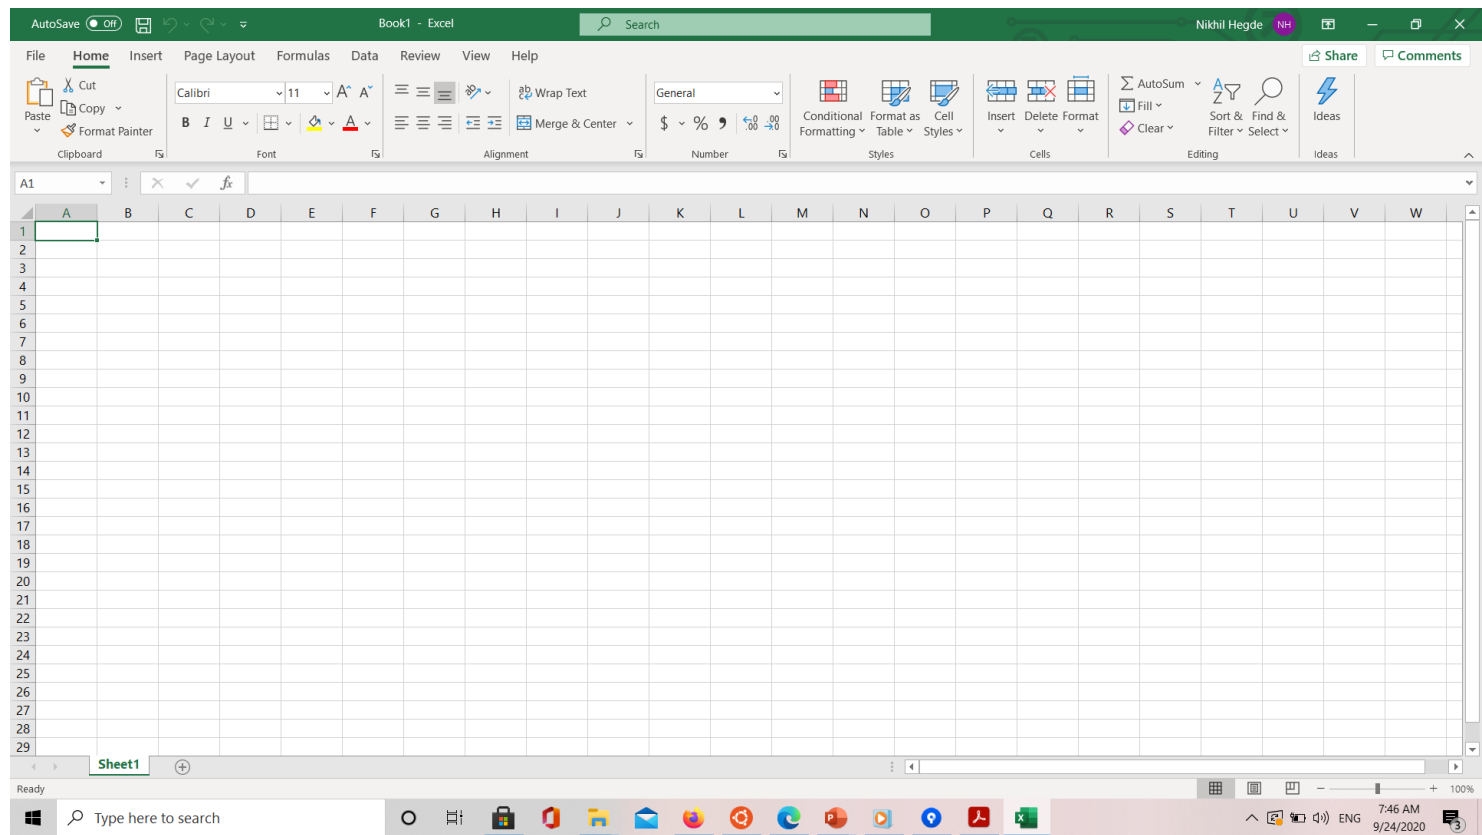 AutoSave Off Book1 - Excel Search Nikhil Hegde NH
File Home Insert Page Layout Formulas Data Review View Help Share Comments
Cut
Copy
Format Painter
Paste
Clipboard
Calibri 11 A^ A˅
B I U A
Font
ab Wrap Text
Merge & Center
Alignment
General
$ % 9 .00 .00
Number
Conditional Formatting
Format as Table
Cell Styles
Styles
Insert Delete Format
Cells
AutoSum
Fill
Clear
Sort & Filter
Find & Select
Editing
Ideas
Ideas
A1 fx
A B C D E F G H I J K L M N O P Q R S T U V W
1
2
3
4
5
6
7
8
9
10
11
12
13
14
15
16
17
18
19
20
21
22
23
24
25
26
27
28
29
Sheet1
Ready 100%
Type here to search ENG 7:46 AM
9/24/2020 3